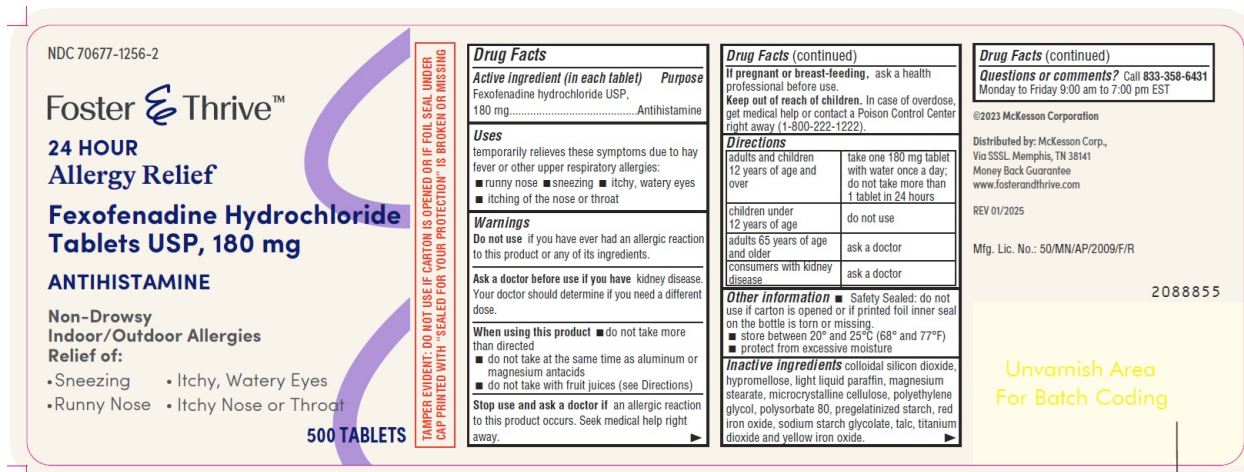 NDC 70677-1256-2
Foster & Thrive™
24 HOUR
Allergy Relief
Fexofenadine Hydrochloride
Tablets USP, 180 mg
ANTIHISTAMINE
Non-Drowsy
Indoor/Outdoor Allergies
Relief of:
•Sneezing • Itchy, Watery Eyes
•Runny Nose • Itchy Nose or Throat
500 TABLETS
TAMPER EVIDENT: DO NOT USE IF CARTON IS OPENED OR IF FOIL SEAL UNDER
CAP PRINTED WITH "SEALED FOR YOUR PROTECTION" IS BROKEN OR MISSING
Drug Facts
Active ingredient (in each tablet) Purpose
Fexofenadine hydrochloride USP,
180 mg...........................................Antihistamine
Uses
temporarily relieves these symptoms due to hay
fever or other upper respiratory allergies:
■ runny nose ■ sneezing ■ itchy, watery eyes
■ itching of the nose or throat
Warnings
Do not use if you have ever had an allergic reaction
to this product or any of its ingredients.
Ask a doctor before use if you have kidney disease.
Your doctor should determine if you need a different
dose.
When using this product ■ do not take more
than directed
■ do not take at the same time as aluminum or
magnesium antacids
■ do not take with fruit juices (see Directions)
Stop use and ask a doctor if an allergic reaction
to this product occurs. Seek medical help right
away.
Drug Facts (continued)
If pregnant or breast-feeding, ask a health
professional before use.
Keep out of reach of children. In case of overdose,
get medical help or contact a Poison Control Center
right away (1-800-222-1222).
Directions
adults and children take one 180 mg tablet
12 years of age and with water once a day;
over do not take more than
1 tablet in 24 hours
children under do not use
12 years of age
adults 65 years of age ask a doctor
and older
consumers with kidney ask a doctor
disease
Other information ■ Safety Sealed: do not
use if carton is opened or if printed foil inner seal
on the bottle is torn or missing.
■ store between 20° and 25°C (68° and 77°F)
■ protect from excessive moisture
Inactive ingredients colloidal silicon dioxide,
hypromellose, light liquid paraffin, magnesium
stearate, microcrystalline cellulose, polyethylene
glycol, polysorbate 80, pregelatinized starch, red
iron oxide, sodium starch glycolate, talc, titanium
dioxide and yellow iron oxide.
Drug Facts (continued)
Questions or comments? Call 833-358-6431
Monday to Friday 9:00 am to 7:00 pm EST
©2023 McKesson Corporation
Distributed by: McKesson Corp.,
Via SSSL. Memphis, TN 38141
Money Back Guarantee
www.fosterandthrive.com
REV 01/2025
Mfg. Lic. No.: 50/MN/AP/2009/F/R
2088855
Unvarnish Area
For Batch Coding